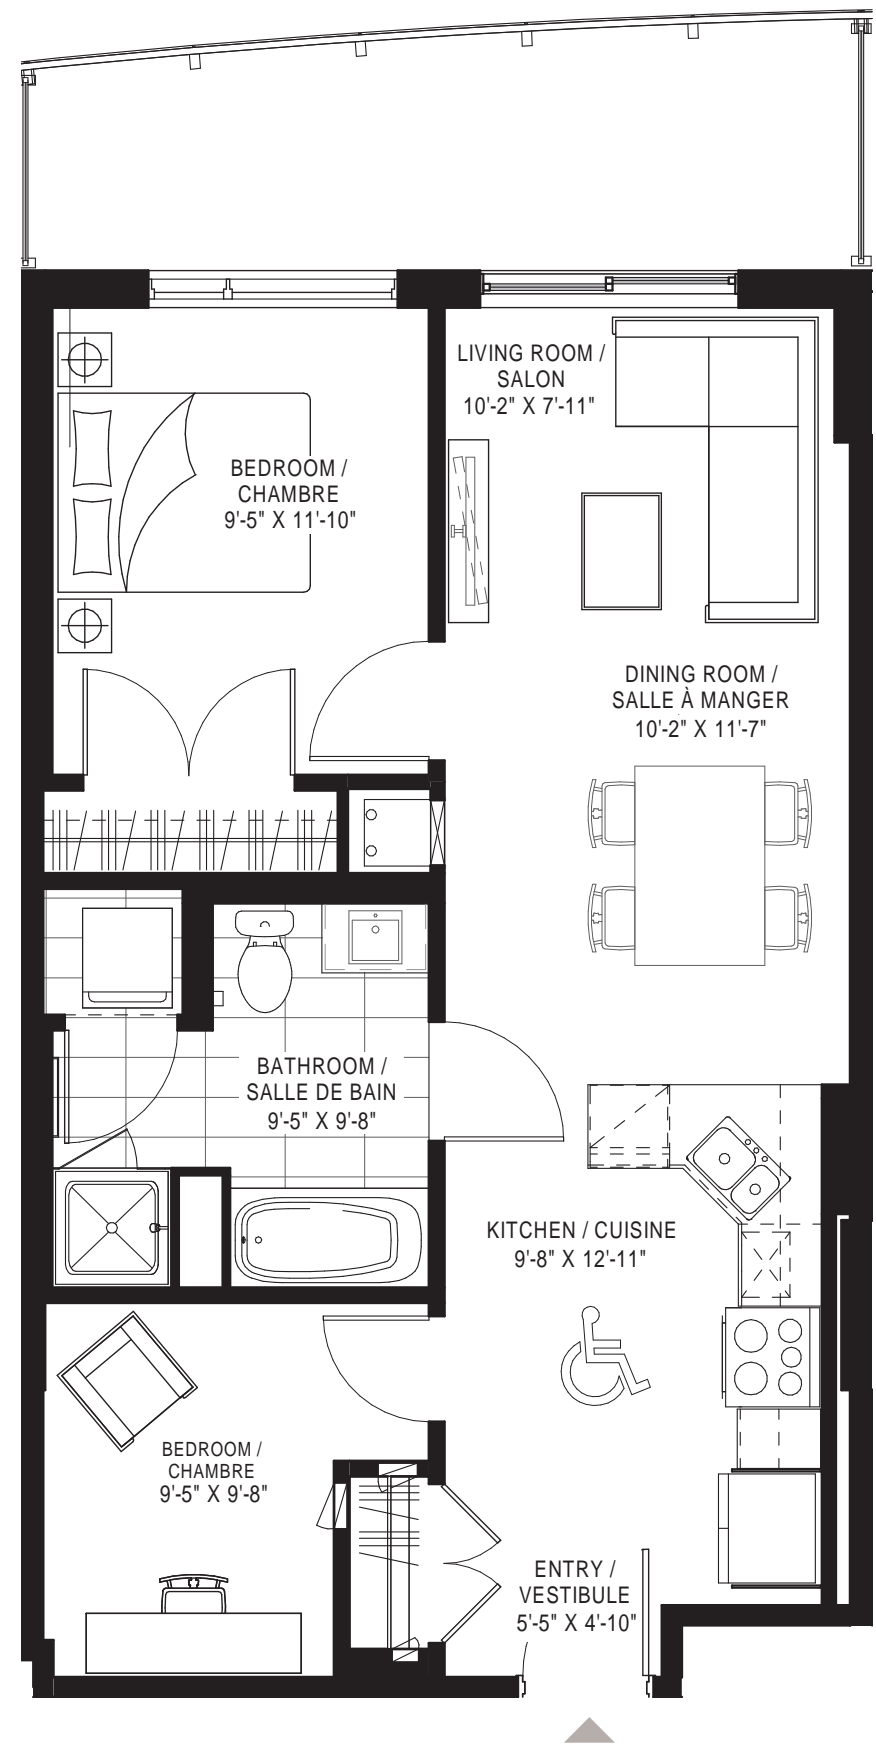 LIVING ROOM /
SALON
10'-2" X 7'-11"
BEDROOM /
CHAMBRE
9'-5" X 11'-10"
DINING ROOM /
SALLE À MANGER
10'-2" X 11'-7"
BATHROOM /
SALLE DE BAIN
9'-5" X 9'-8"
KITCHEN / CUISINE
9'-8" X 12'-11"
BEDROOM /
CHAMBRE
9'-5" X 9'-8"
ENTRY /
VESTIBULE
5'-5" X 4'-10"